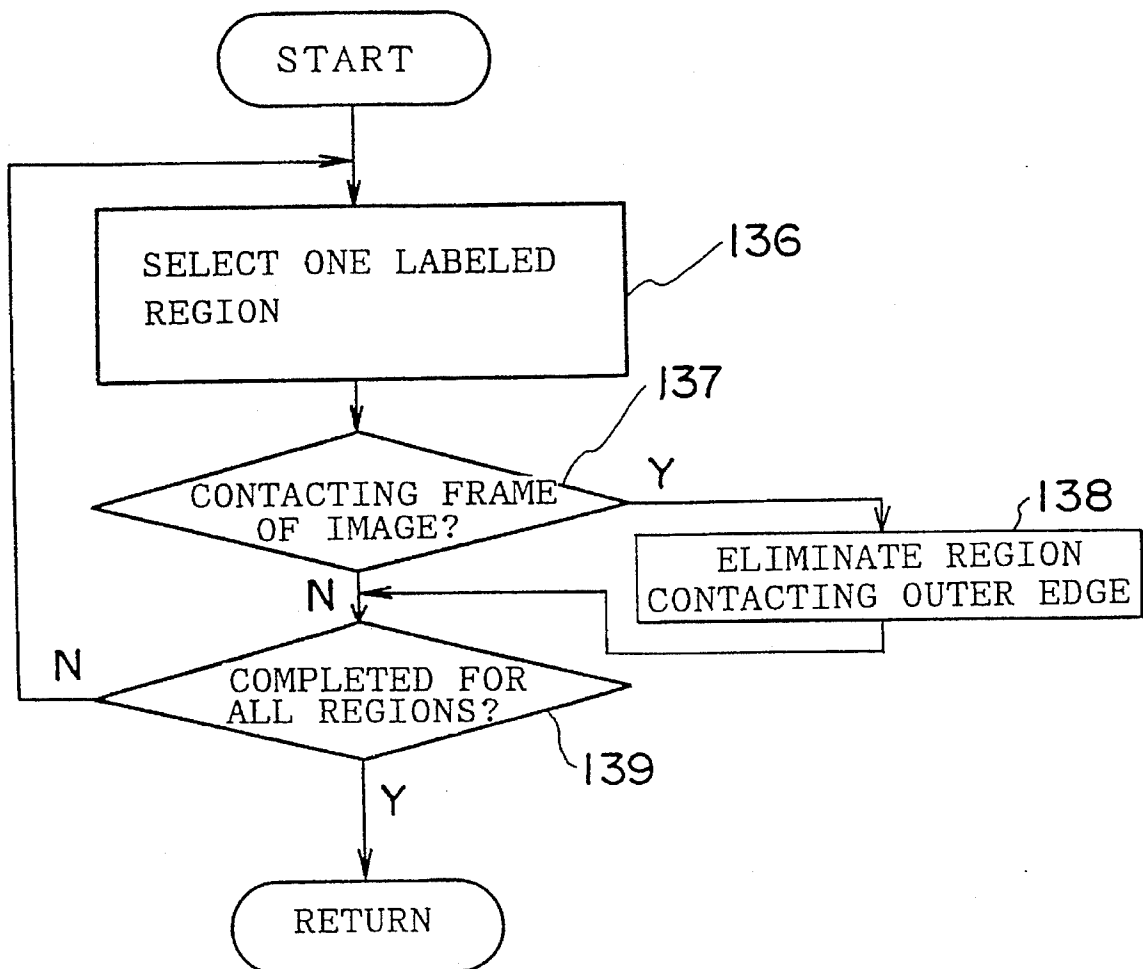 START
SELECT ONE LABELED
REGION
136
137
CONTACTING FRAME
OF IMAGE?
Y
138
ELIMINATE REGION
CONTACTING OUTER EDGE
N
N
COMPLETED FOR
ALL REGIONS?
139
Y
RETURN